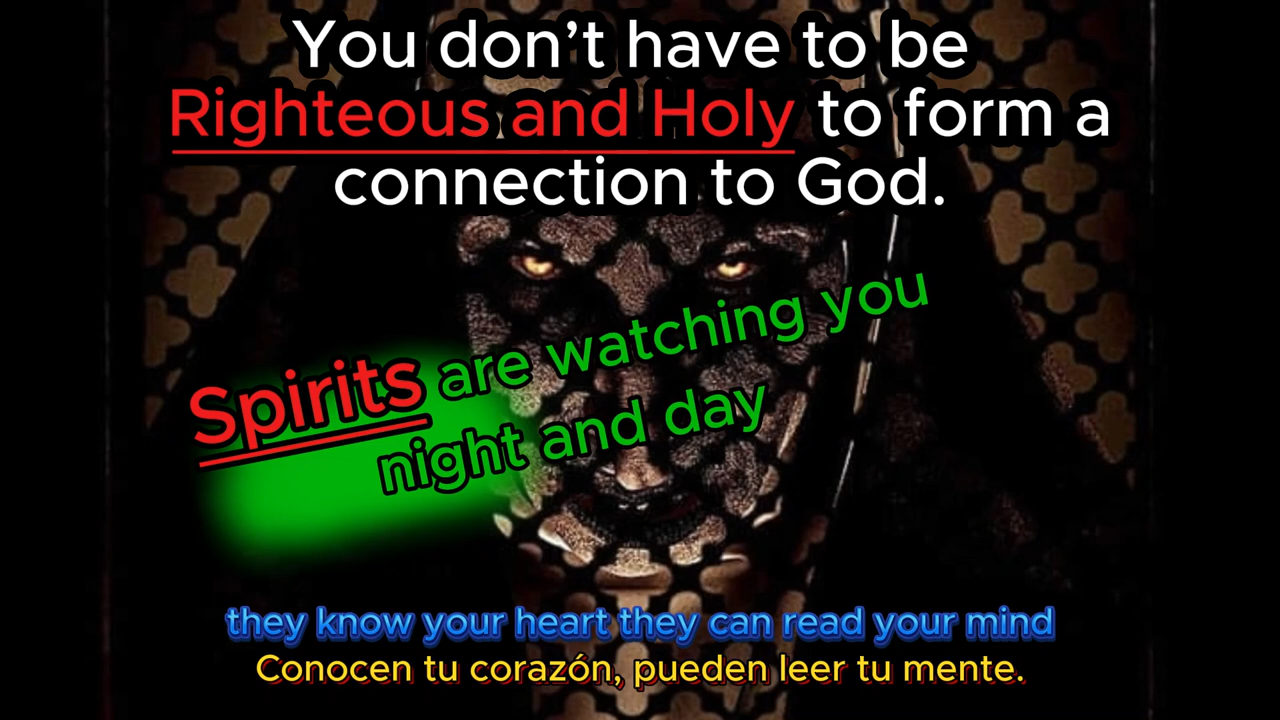 You don’t have to be
Righteous and Holy to form a
connection to God.
Spirits are watching you
night and day
they know your heart they can read your mind
Conocen tu corazón, pueden leer tu mente.